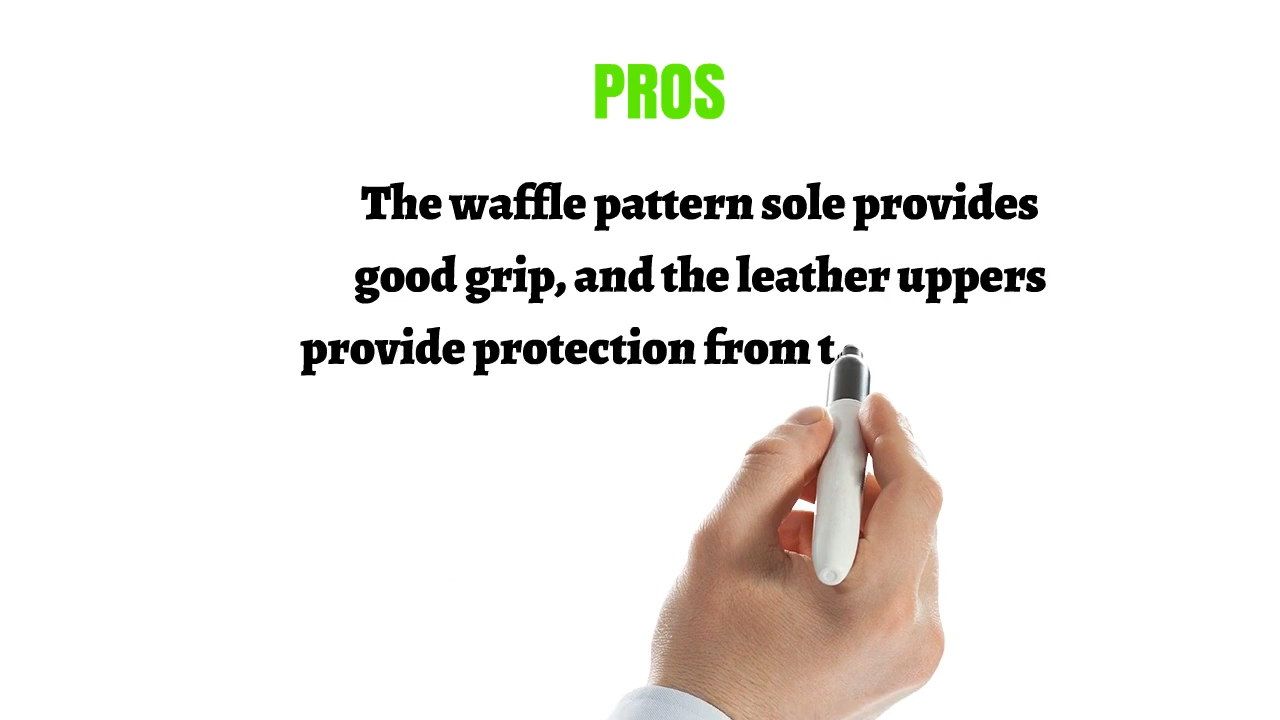 PROS
The waffle pattern sole provides
good grip, and the leather uppers
provide protection from